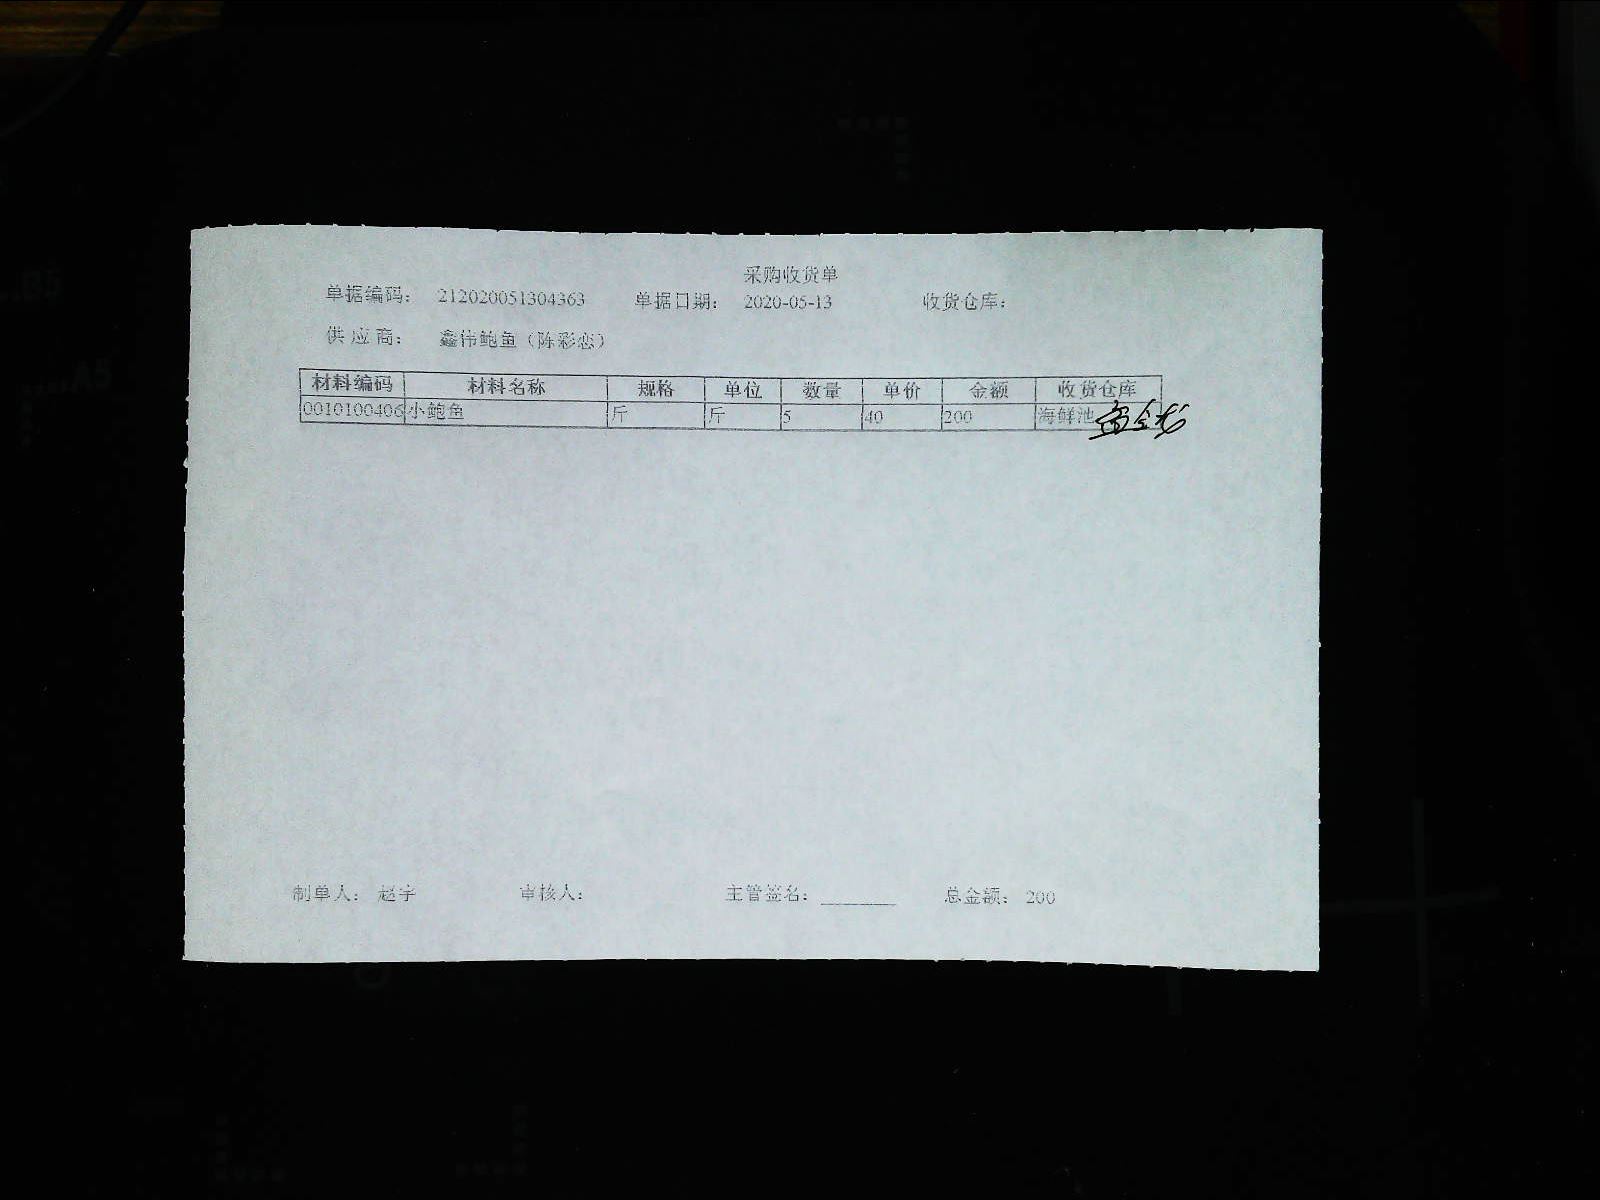 采购收货单
单据编码： 212020051304363 单据日期： 2020-05-13 收货仓库：
供 应 商： 鑫伟鲍鱼（陈彩恋）
材料编码 材料名称 规格 单位 数量 单价 金额 收货仓库
0010100406 小鲍鱼 斤 斤 5 40 200 海鲜池
制单人： 赵宇 审核人： 主管签名： 总金额： 200